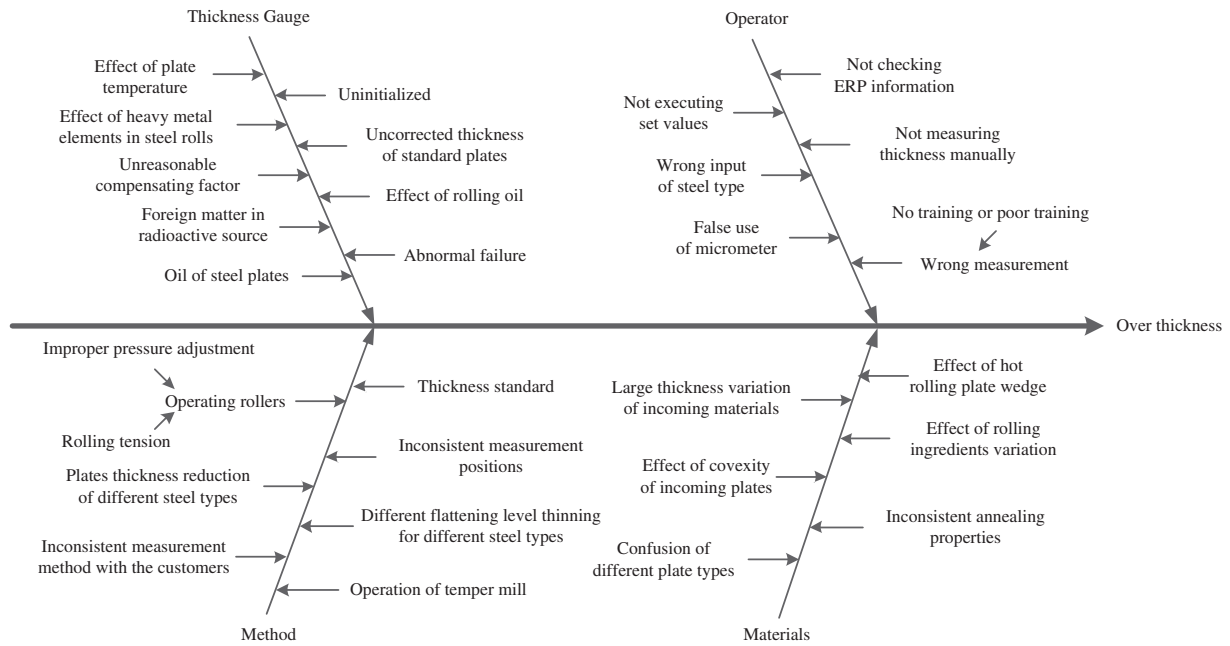 Thickness Gauge
Effect of plate
temperature
Uninitialized
Effect of heavy metal
elements in steel rolls
Uncorrected thickness
of standard plates
Unreasonable
compensating factor
Effect of rolling oil
Foreign matter in
radioactive source
Abnormal failure
Oil of steel plates
Operator
Not checking
ERP information
Not executing
set values
Not measuring
thickness manually
Wrong input
of steel type
No training or poor training
False use
of micrometer
Wrong measurement
Over thickness
Improper pressure adjustment
Thickness standard
Operating rollers
Rolling tension
Inconsistent measurement
positions
Plates thickness reduction
of different steel types
Different flattening level thinning
for different steel types
Inconsistent measurement
method with the customers
Operation of temper mill
Method
Effect of hot
rolling plate wedge
Large thickness variation
of incoming materials
Effect of rolling
ingredients variation
Effect of covexity
of incoming plates
Inconsistent annealing
properties
Confusion of
different plate types
Materials